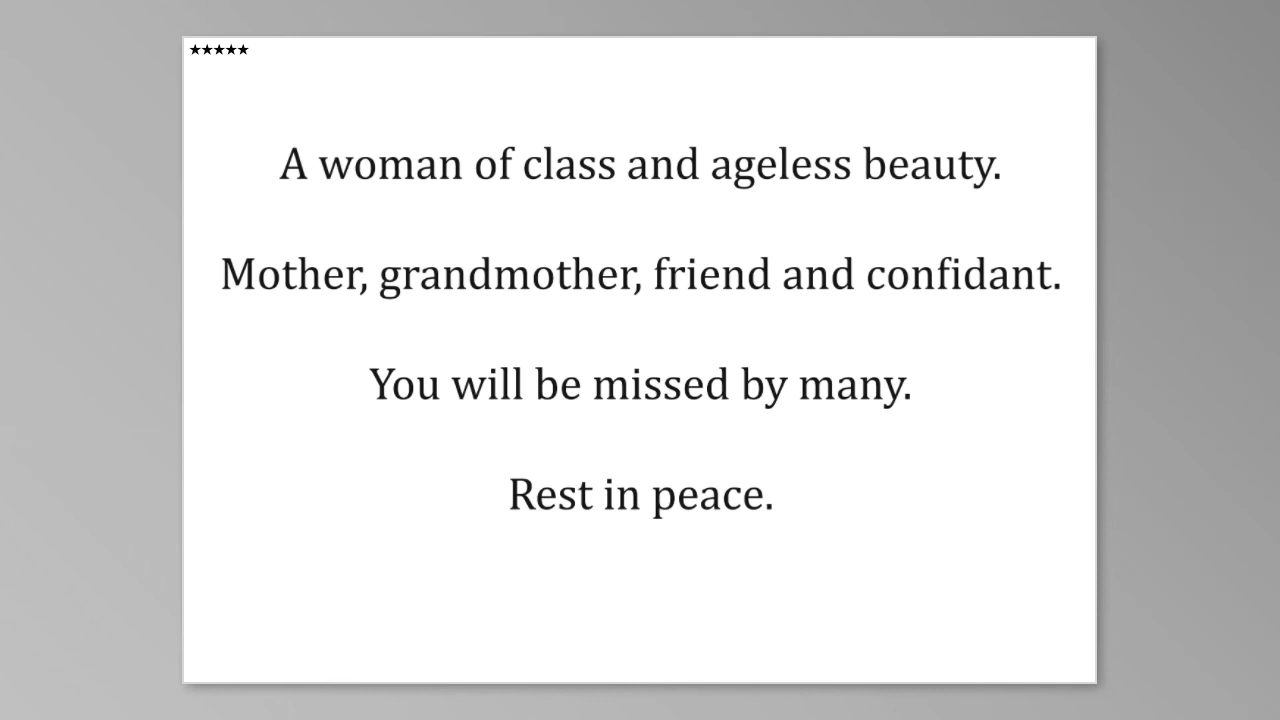 ★★★★★
A woman of class and ageless beauty.
Mother, grandmother, friend and confidant.
You will be missed by many.
Rest in peace.